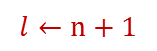 l ← n + 1